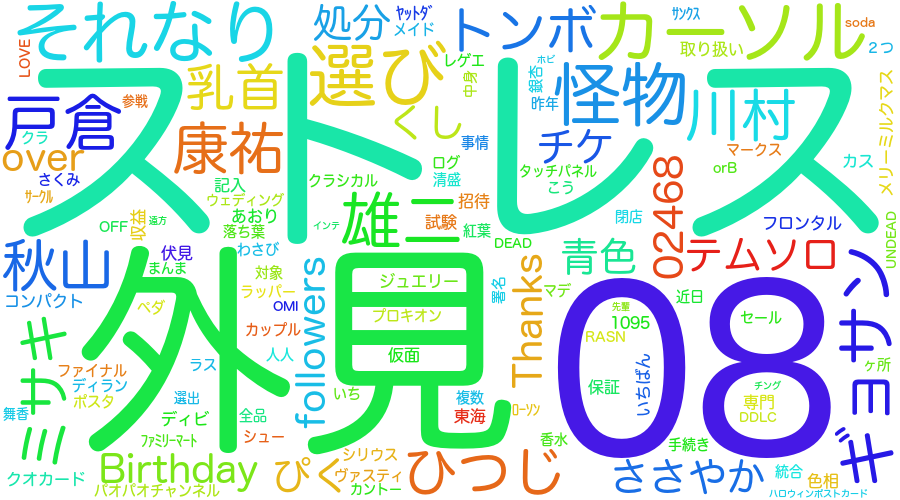 それなり
処分
ヤットダ
メイド
トンボ
カーソル
サンクス
soda
2つ
LOVE
ストレス
乳首
選び
レゲエ
中身
銀杏
ホビ
昨年
怪物
取り扱い
川村
戸倉
参戦
クラ
くし
事情
チケ
マークス
orB
カス
メリーミルクマス
over
さくみ
サークル
康祐
ログ
清盛
タッチパネル
こう
記入
クラシカル
ウェディング
OFF
道方
収益
あおり
落ち葉
インテ
雄二
招待
試験
紅葉
DEAD
閉店
フロンタル
UNDEAD
秋山
伏見
まんま
わさび
コンパクト
対象
ラッパー
OMI
ジュエリー
署名
マデ
青色
02468
テムソロ
近日
外見
08
ギョサン
ペダ
カップル
プロキオン
followers
Thanks
先輩
1095
RASN
セール
ミサキ
ファイナル
ディラン
ポスタ
ラス
人人
仮面
いちばん
ヶ所
選出
いち
複数
保証
チング
専門
DDLC
舞香
ディビ
全品
東海
ローソン
ファミリーマート
シュー
香水
手続き
クオカード
Birthday
ぴく
シリウス
ヴァスティ
カントー
ひつじ
ささやか
統合
色相
パオパオチャンネル
ハロウィンポストカード